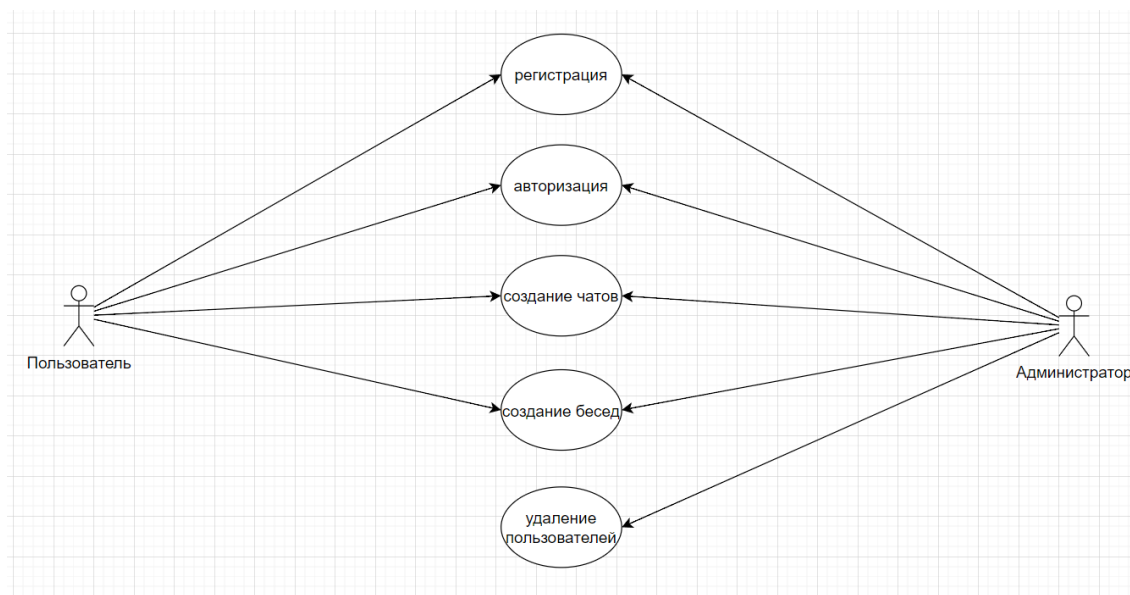 регистрация
авторизация
создание чатов
Пользователь
Администратор
создание бесед
удаление
пользователей